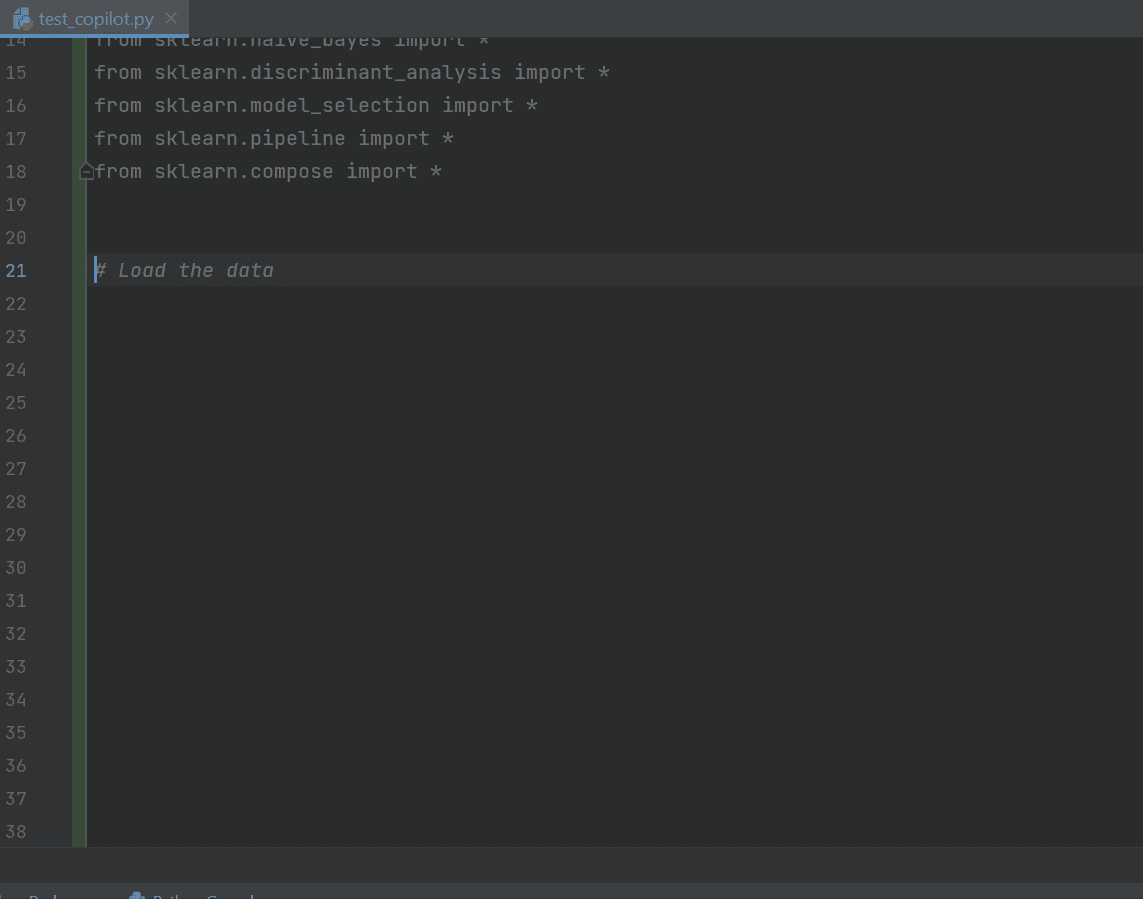 test_copilot.py
14 from sklearn.naive_bayes import *
15 from sklearn.discriminant_analysis import *
16 from sklearn.model_selection import *
17 from sklearn.pipeline import *
18 from sklearn.compose import *
19
20
21 # Load the data
22
23
24
25
26
27
28
29
30
31
32
33
34
35
36
37
38